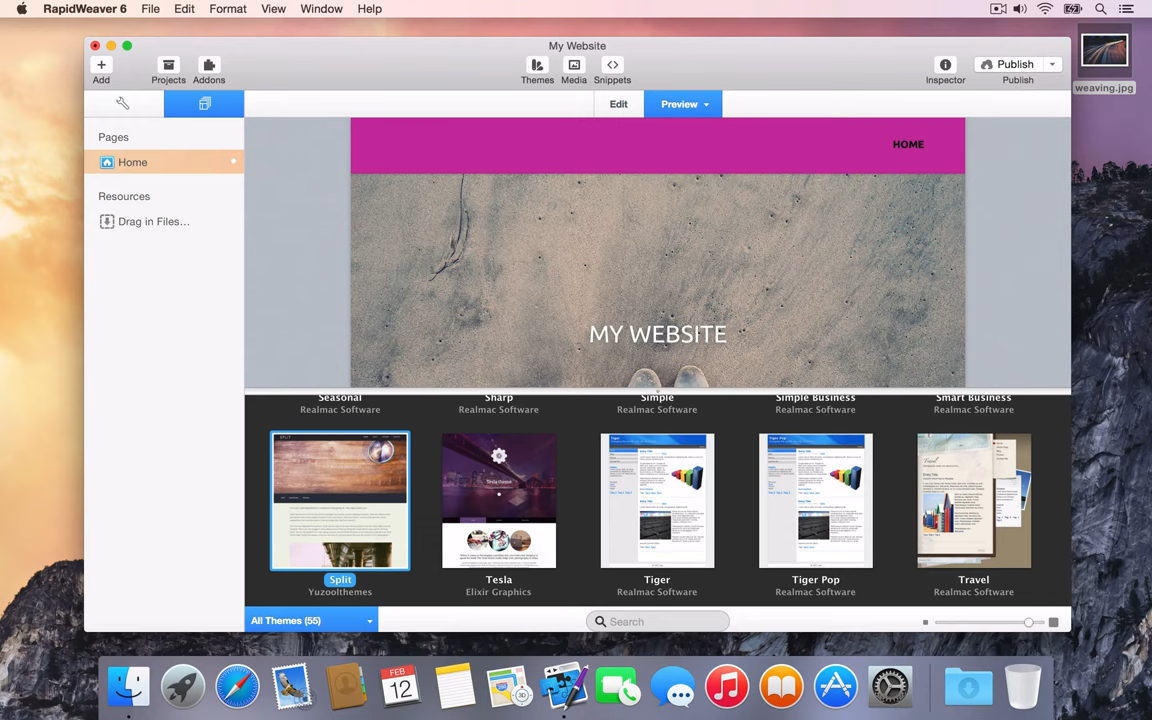 RapidWeaver 6 File Edit Format View Window Help
My Website
Add Projects Addons Themes Media Snippets Inspector Publish
Publish
weaving.jpg
Edit Preview
Pages
Home
Resources
Drag in Files...
HOME
MY WEBSITE
Seasonal Sharp Simple Simple Business Smart Business
Realmac Software Realmac Software Realmac Software Realmac Software Realmac Software
Split Tesla Tiger Tiger Pop Travel
Yuzoolthemes Elixir Graphics Realmac Software Realmac Software Realmac Software
All Themes (55)
Search
FEB
12
3D